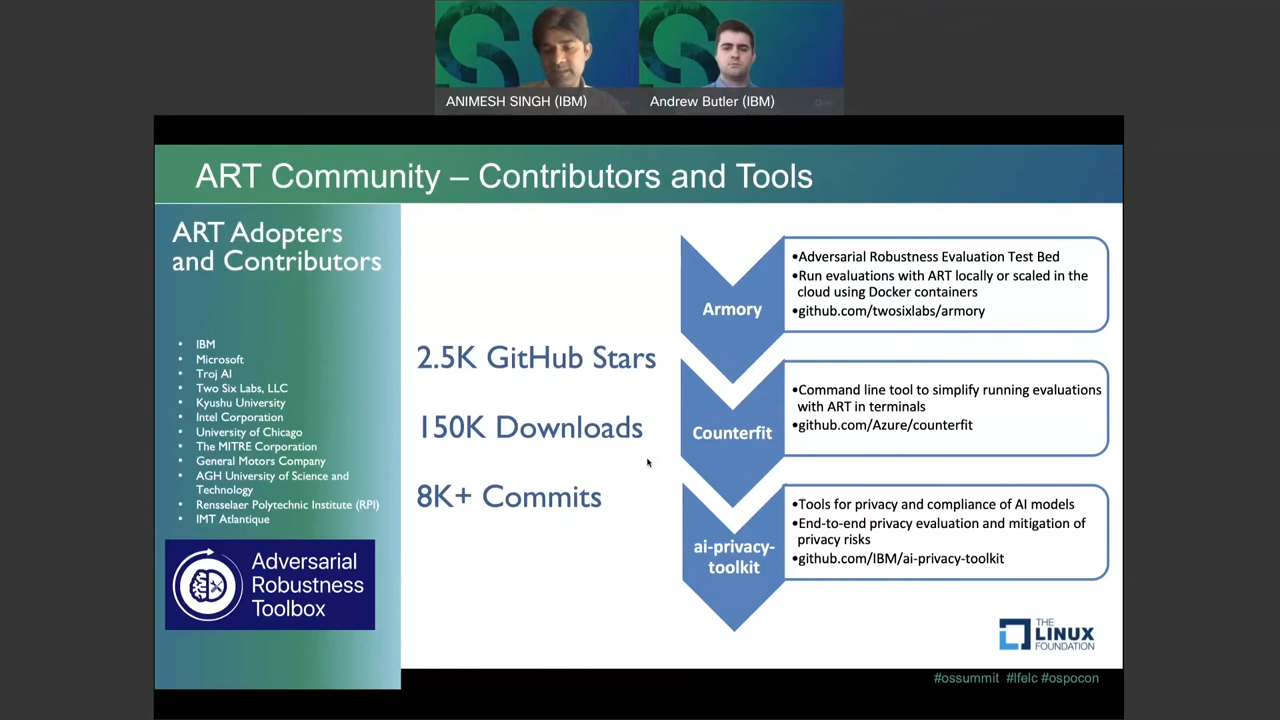 ANIMESH SINGH (IBM)
Andrew Butler (IBM)
ART Community – Contributors and Tools
ART Adopters
and Contributors
• IBM
• Microsoft
• Troj AI
• Two Six Labs, LLC
• Kyushu University
• Intel Corporation
• University of Chicago
• The MITRE Corporation
• General Motors Company
• AGH University of Science and
Technology
• Rensselaer Polytechnic Institute (RPI)
• IMT Atlantique
Adversarial
Robustness
Toolbox
2.5K GitHub Stars
150K Downloads
8K+ Commits
Armory
•Adversarial Robustness Evaluation Test Bed
•Run evaluations with ART locally or scaled in the
cloud using Docker containers
•github.com/twosixlabs/armory
Counterfit
•Command line tool to simplify running evaluations
with ART in terminals
•github.com/Azure/counterfit
ai-privacy-
toolkit
•Tools for privacy and compliance of AI models
•End-to-end privacy evaluation and mitigation of
privacy risks
•github.com/IBM/ai-privacy-toolkit
THE
LINUX
FOUNDATION
#ossummit #lfelc #ospocon